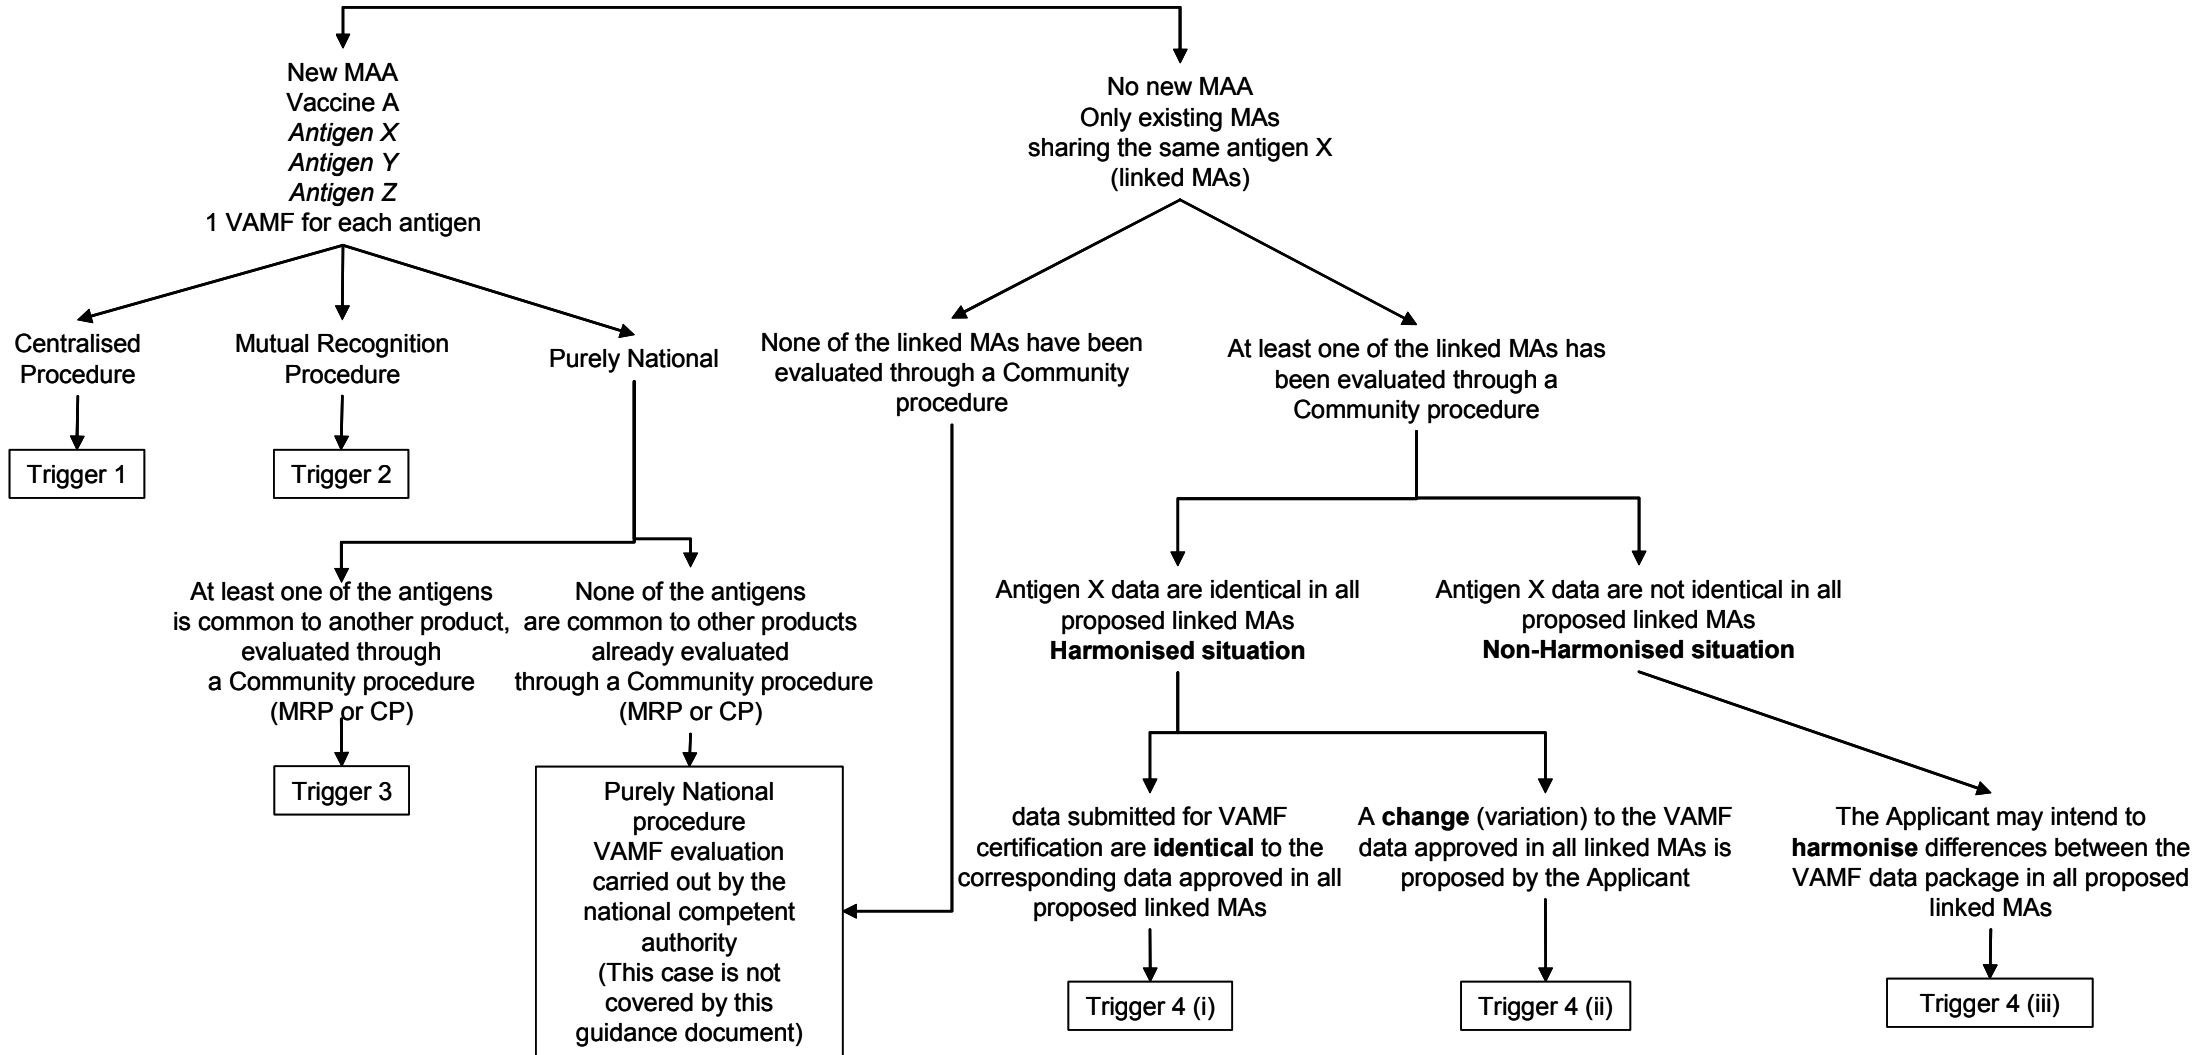 New MAA
Vaccine A
Antigen X
Antigen Y
Antigen Z
1 VAMF for each antigen
No new MAA
Only existing MAs
sharing the same antigen X
(linked MAs)
Centralised
Procedure
Mutual Recognition
Procedure
Purely National
None of the linked MAs have been
evaluated through a Community
procedure
At least one of the linked MAs has
been evaluated through a
Community procedure
Trigger 1
Trigger 2
At least one of the antigens
is common to another product,
evaluated through
a Community procedure
(MRP or CP)
None of the antigens
are common to other products
already evaluated
through a Community procedure
(MRP or CP)
Antigen X data are identical in all
proposed linked MAs
Harmonised situation
Antigen X data are not identical in all
proposed linked MAs
Non-Harmonised situation
Trigger 3
Purely National
procedure
VAMF evaluation
carried out by the
national competent
authority
(This case is not
covered by this
guidance document)
data submitted for VAMF
certification are identical to the
corresponding data approved in all
proposed linked MAs
A change (variation) to the VAMF
data approved in all linked MAs is
proposed by the Applicant
The Applicant may intend to
harmonise differences between the
VAMF data package in all proposed
linked MAs
Trigger 4 (i)
Trigger 4 (ii)
Trigger 4 (iii)